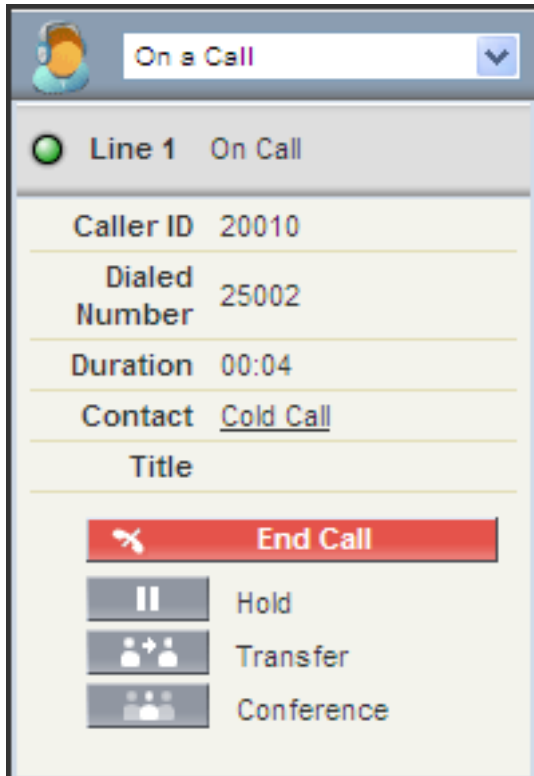 On a Call
Line 1 On Call
Caller ID 20010
Dialed
Number 25002
Duration 00:04
Contact Cold Call
Title
End Call
Hold
Transfer
Conference